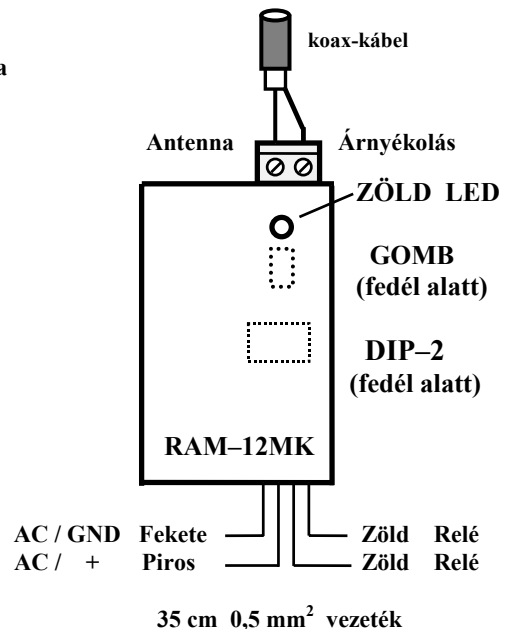 koax-kábel
a
Antenna Árnyékolás
ZÖLD LED
GOMB
(fedél alatt)
DIP–2
(fedél alatt)
RAM–12MK
AC / GND Fekete Zöld Relé
AC / + Piros Zöld Relé
35 cm 0,5 mm² vezeték